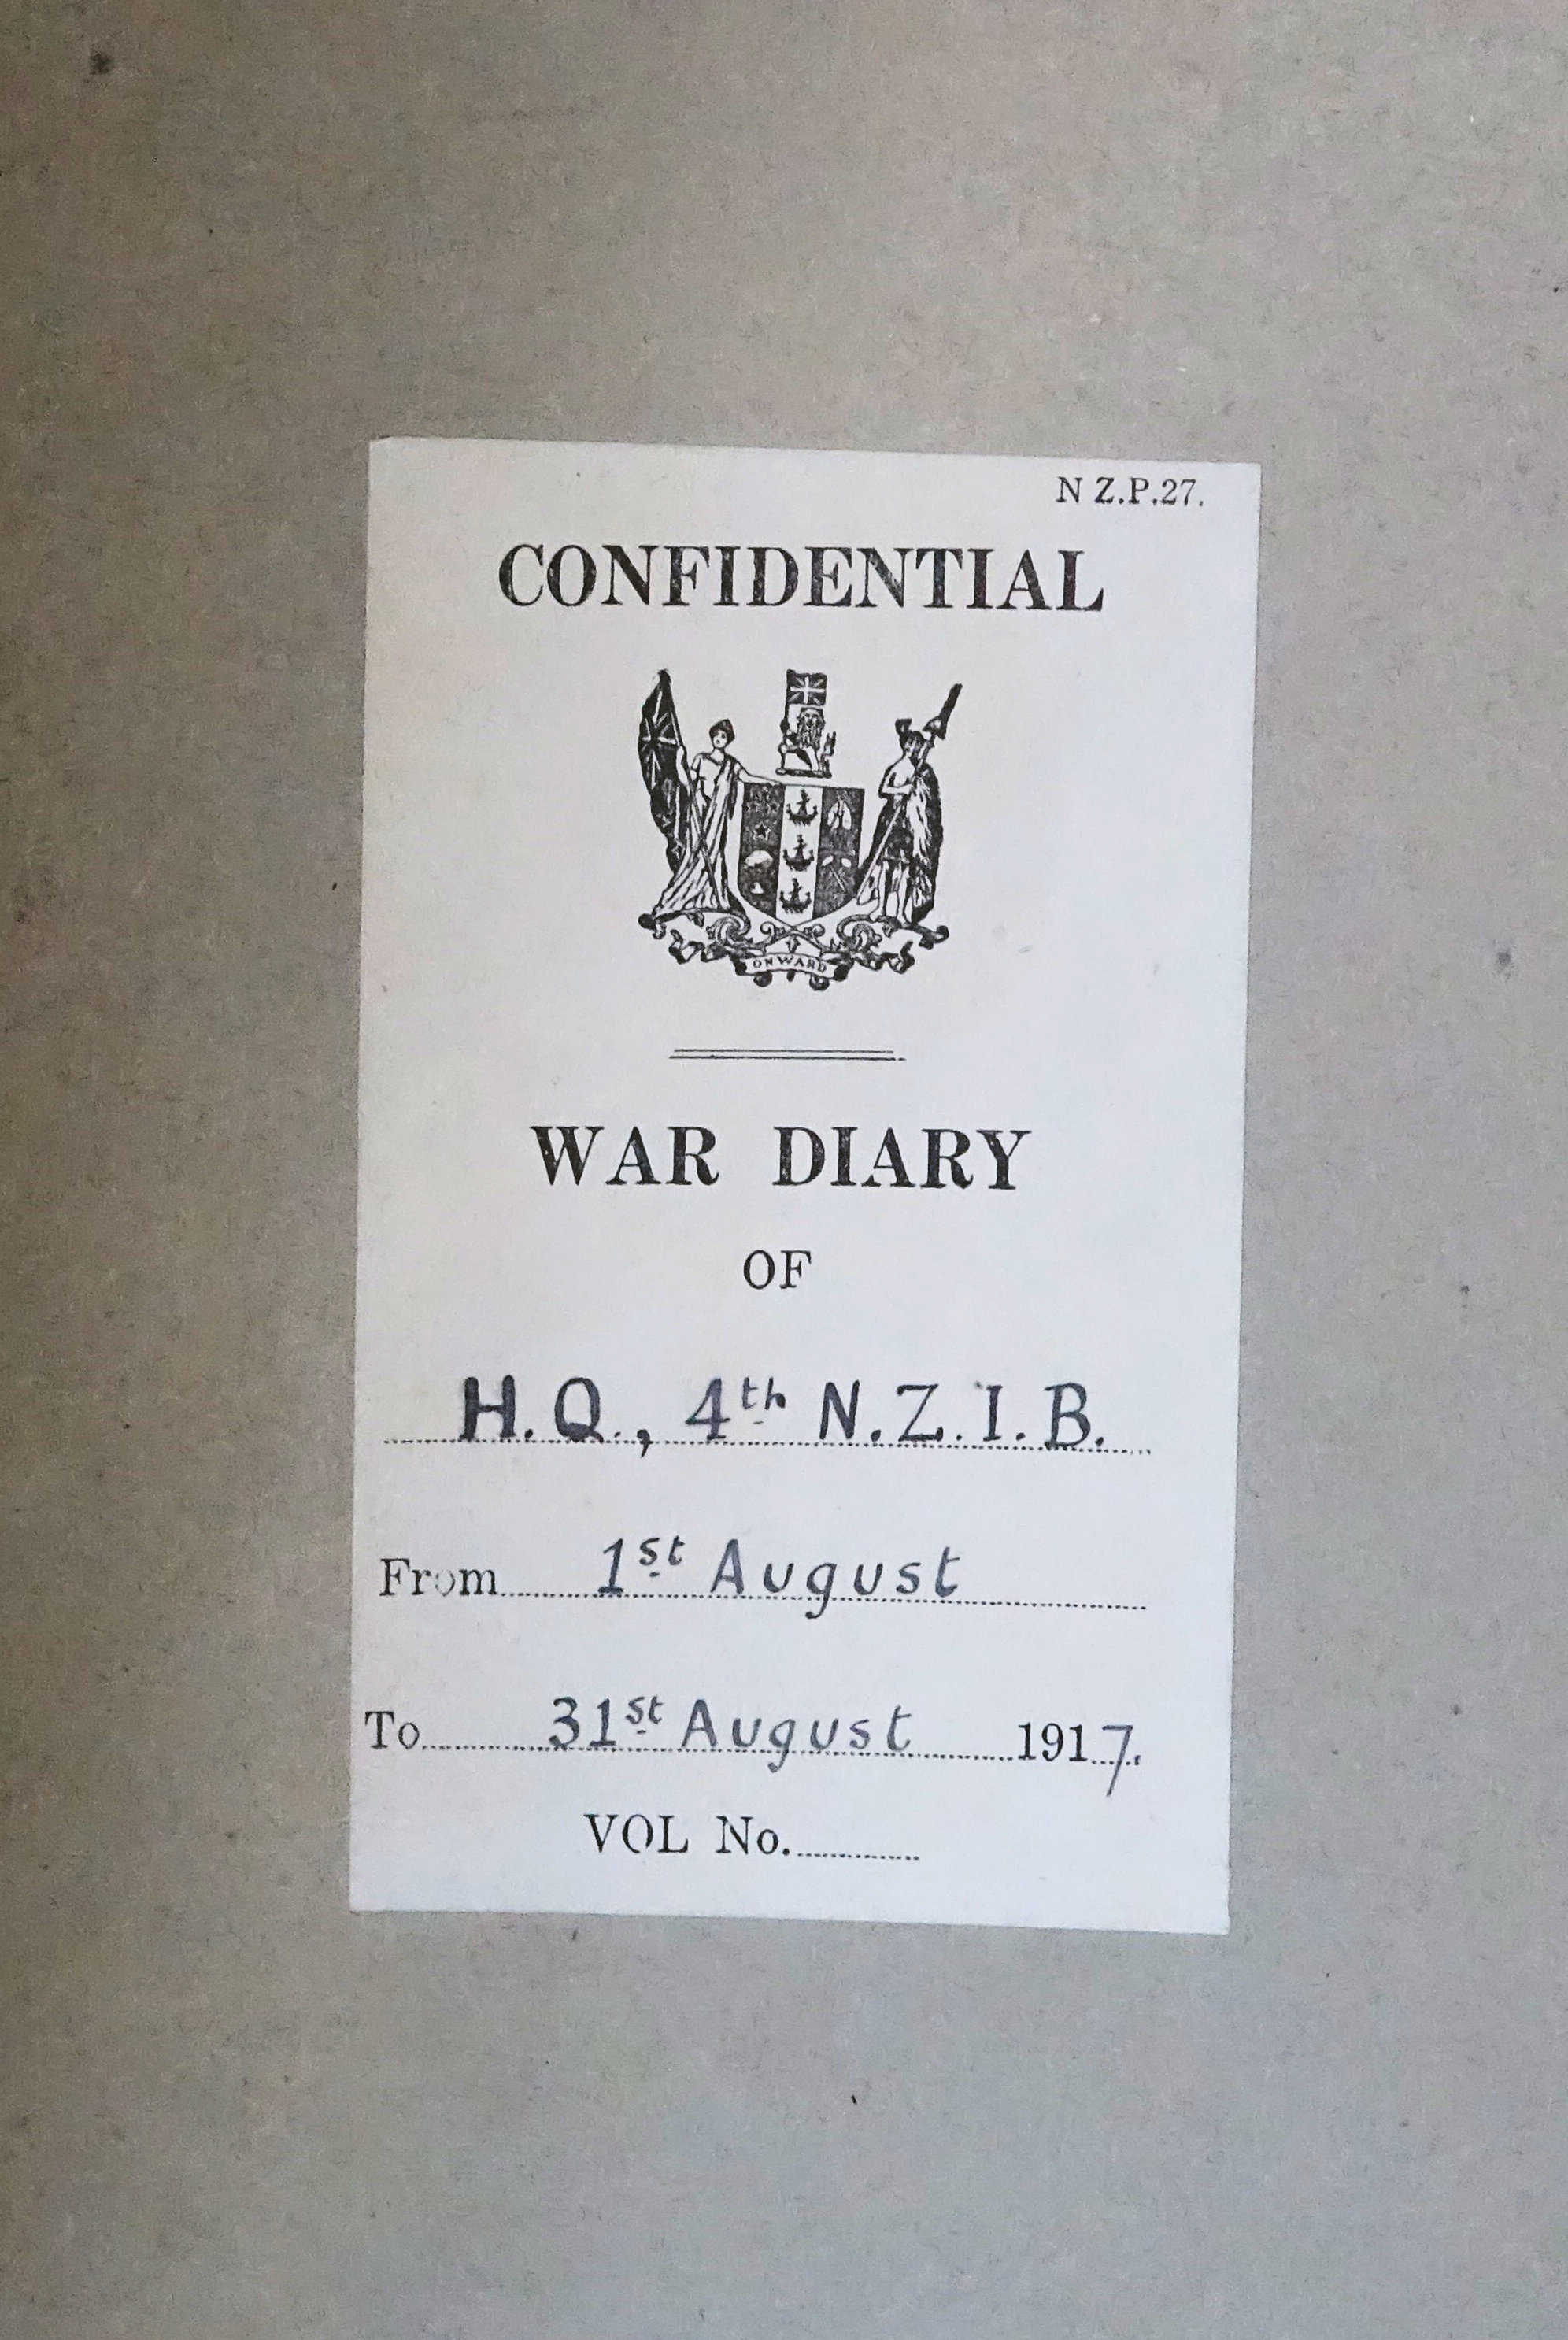 N Z.P.27.
CONFIDENTIAL
ONWARD
WAR DIARY
OF
H.Q., 4th N.Z.I.B.
From 1st August
To 31st August 1917.
VOL No.